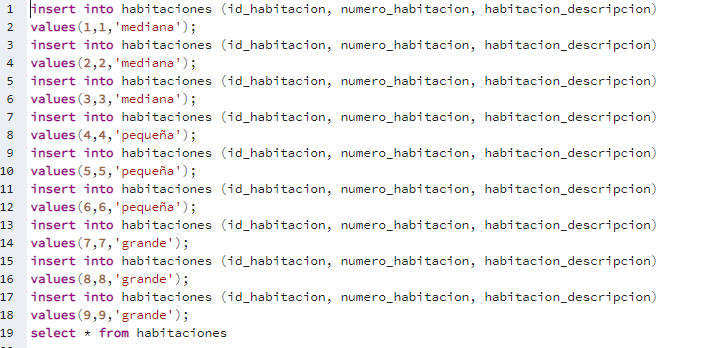 1 insert into habitaciones (id_habitacion, numero_habitacion, habitacion_descripcion)
2 values(1,1,'mediana');
3 insert into habitaciones (id_habitacion, numero_habitacion, habitacion_descripcion)
4 values(2,2,'mediana');
5 insert into habitaciones (id_habitacion, numero_habitacion, habitacion_descripcion)
6 values(3,3,'mediana');
7 insert into habitaciones (id_habitacion, numero_habitacion, habitacion_descripcion)
8 values(4,4,'pequeña');
9 insert into habitaciones (id_habitacion, numero_habitacion, habitacion_descripcion)
10 values(5,5,'pequeña');
11 insert into habitaciones (id_habitacion, numero_habitacion, habitacion_descripcion)
12 values(6,6,'pequeña');
13 insert into habitaciones (id_habitacion, numero_habitacion, habitacion_descripcion)
14 values(7,7,'grande');
15 insert into habitaciones (id_habitacion, numero_habitacion, habitacion_descripcion)
16 values(8,8,'grande');
17 insert into habitaciones (id_habitacion, numero_habitacion, habitacion_descripcion)
18 values(9,9,'grande');
19 select * from habitaciones